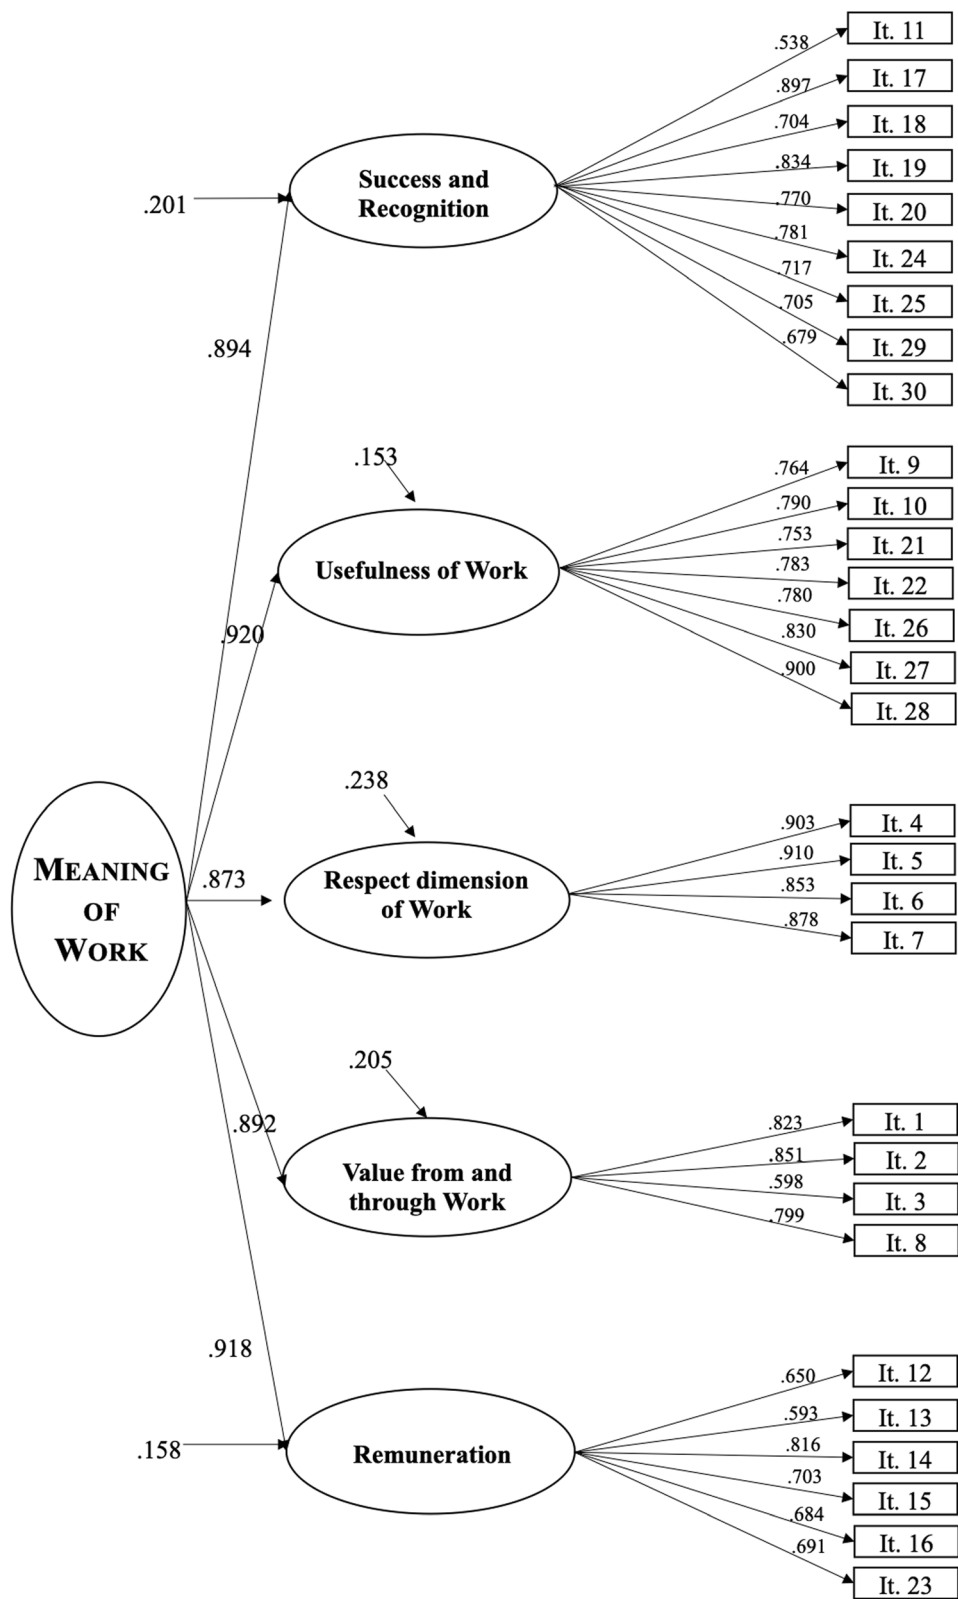 .538
It. 11
.897
It. 17
.704
It. 18
.834
It. 19
.770
It. 20
.781
It. 24
.717
It. 25
.705
It. 29
.679
It. 30
Success and
Recognition
.201
.894
.153
.764
It. 9
.790
It. 10
.753
It. 21
.783
It. 22
.780
It. 26
.830
It. 27
.900
It. 28
Usefulness of Work
.920
.238
.903
It. 4
.910
It. 5
.853
It. 6
.878
It. 7
Respect dimension
of Work
.873
MEANING
OF
WORK
.205
.892
.823
It. 1
.851
It. 2
.598
It. 3
.799
It. 8
Value from and
through Work
.918
.158
Remuneration
.650
It. 12
.593
It. 13
.816
It. 14
.703
It. 15
.684
It. 16
.691
It. 23